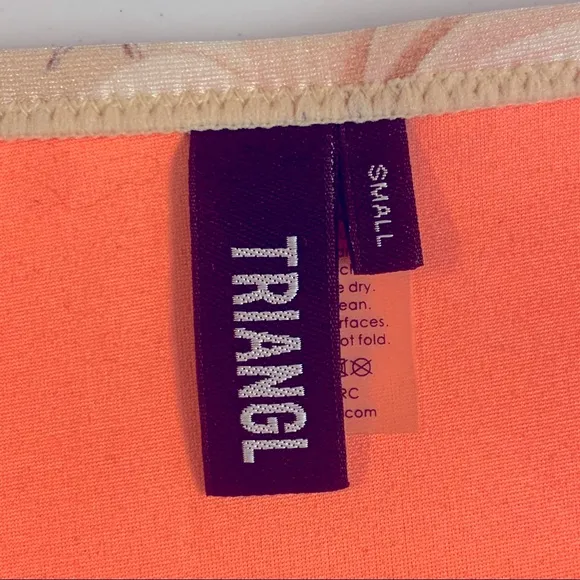 TRIANGL
SMALL
e dry.
ean.
rfaces.
ot fold.
RC
.com